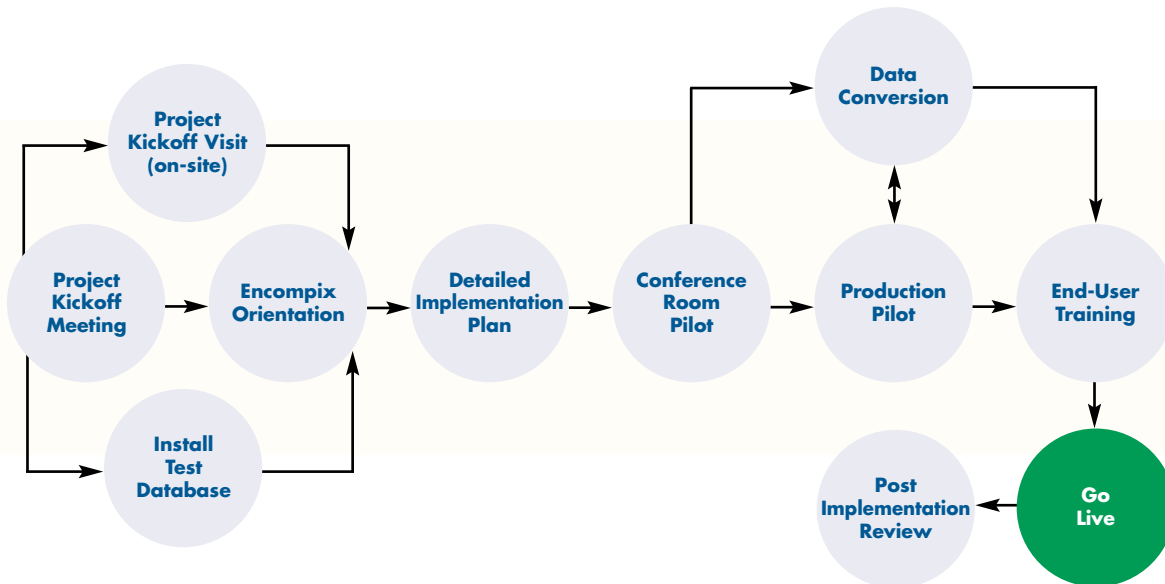 Project
Kickoff Visit
(on-site)
Project
Kickoff
Meeting
Encompix
Orientation
Install
Test
Database
Detailed
Implementation
Plan
Conference
Room
Pilot
Data
Conversion
Production
Pilot
End-User
Training
Go
Live
Post
Implementation
Review